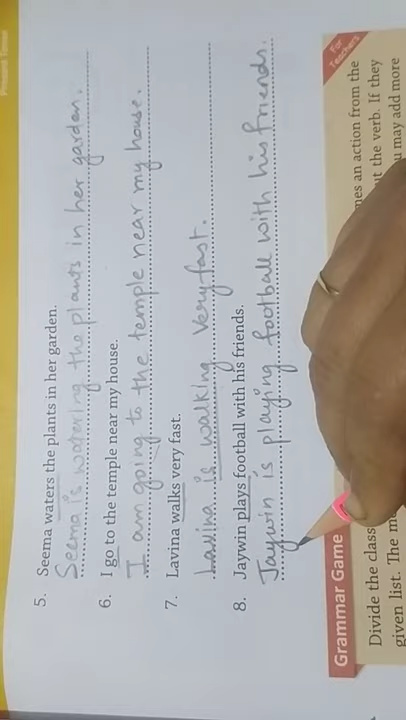 Present Tense
5. Seema waters the plants in her garden.
Seema is watering the plants in her garden.
6. I go to the temple near my house.
I am going to the temple near my house.
7. Lavina walks very fast.
Lavina is walking very fast.
8. Jaywin plays football with his friends.
Jaywin is playing football with his friends.
Grammar Game
For Teachers
Divide the class
an action from the
given list. The
the verb. If they
may add more